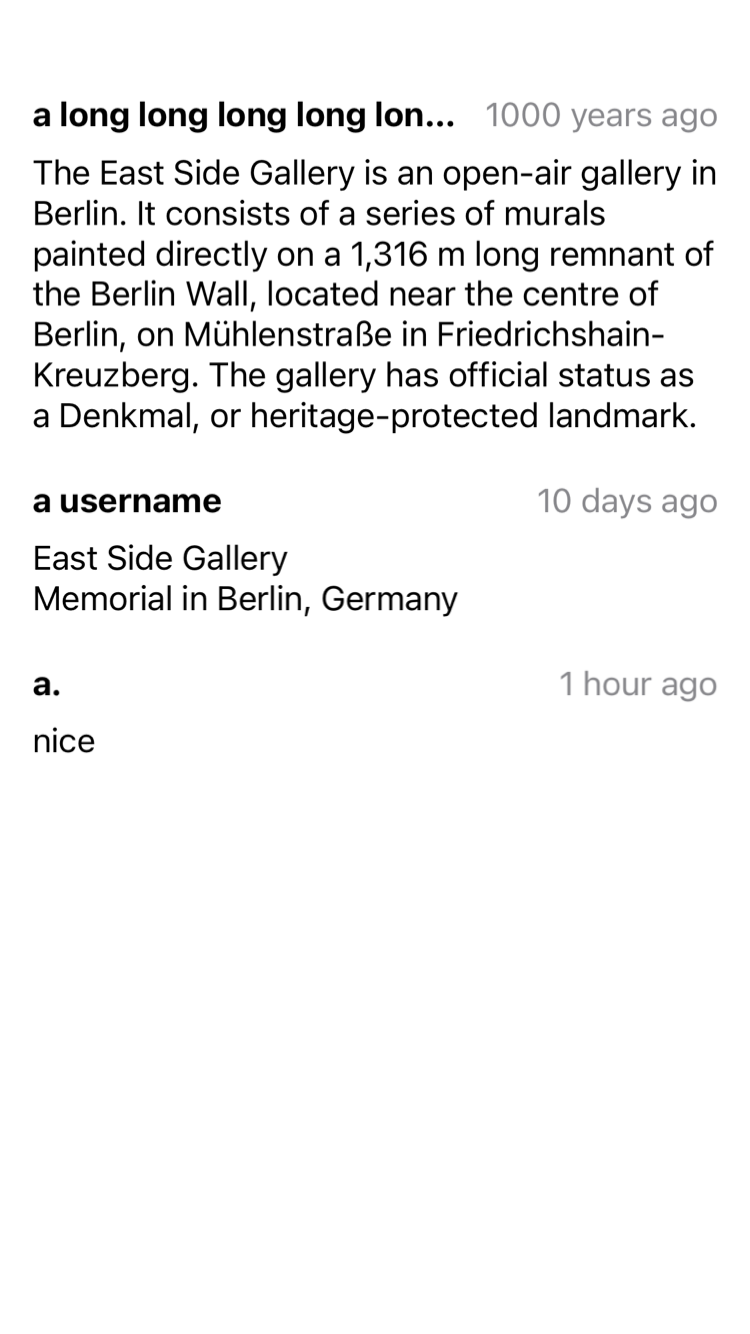 a long long long long lon... 1000 years ago
The East Side Gallery is an open-air gallery in
Berlin. It consists of a series of murals
painted directly on a 1,316 m long remnant of
the Berlin Wall, located near the centre of
Berlin, on Mühlenstraße in Friedrichshain-
Kreuzberg. The gallery has official status as
a Denkmal, or heritage-protected landmark.
a username 10 days ago
East Side Gallery
Memorial in Berlin, Germany
a. 1 hour ago
nice